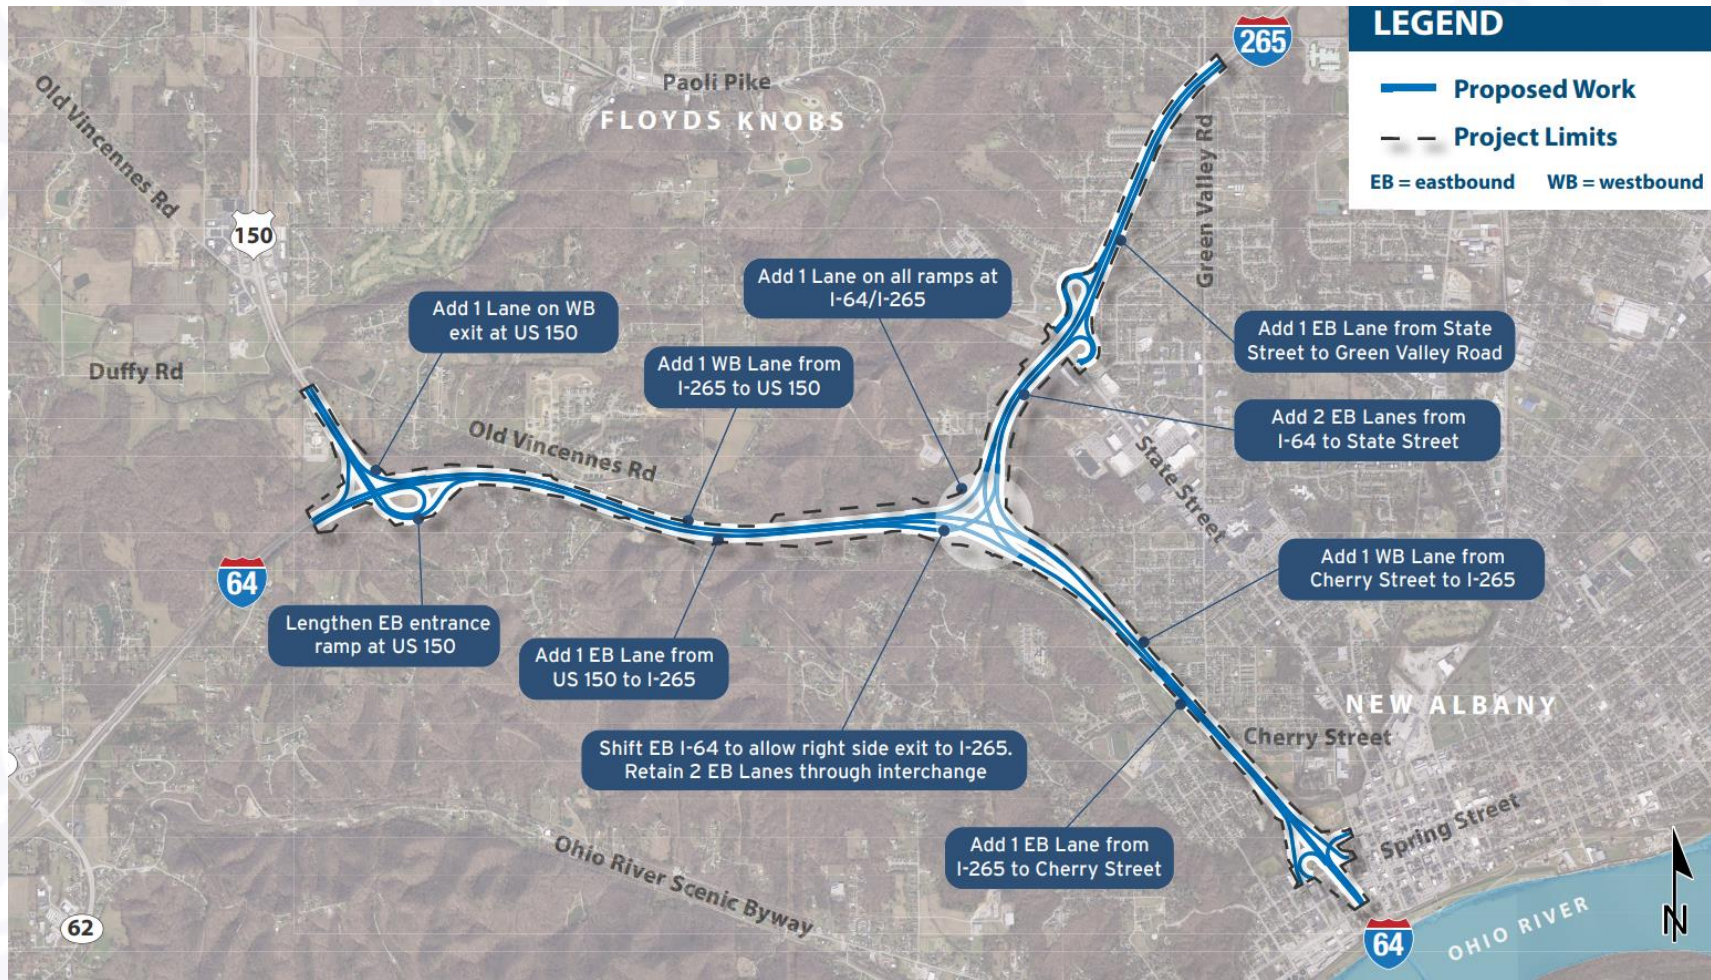 LEGEND
Proposed Work
Project Limits
EB = eastbound WB = westbound
265
Paoli Pike
FLOYDS KNOBS
Old Vincennes Rd
150
Green Valley Rd
Add 1 Lane on all ramps at
I-64/I-265
Add 1 Lane on WB
exit at US 150
Add 1 EB Lane from State
Street to Green Valley Road
Duffy Rd
Add 1 WB Lane from
I-265 to US 150
Add 2 EB Lanes from
I-64 to State Street
Old Vincennes Rd
State Street
64
Add 1 WB Lane from
Cherry Street to I-265
Lengthen EB entrance
ramp at US 150
Add 1 EB Lane from
US 150 to I-265
NEW ALBANY
Cherry Street
Shift EB I-64 to allow right side exit to I-265.
Retain 2 EB Lanes through interchange
Spring Street
Add 1 EB Lane from
I-265 to Cherry Street
Ohio River Scenic Byway
62
64
OHIO RIVER
N